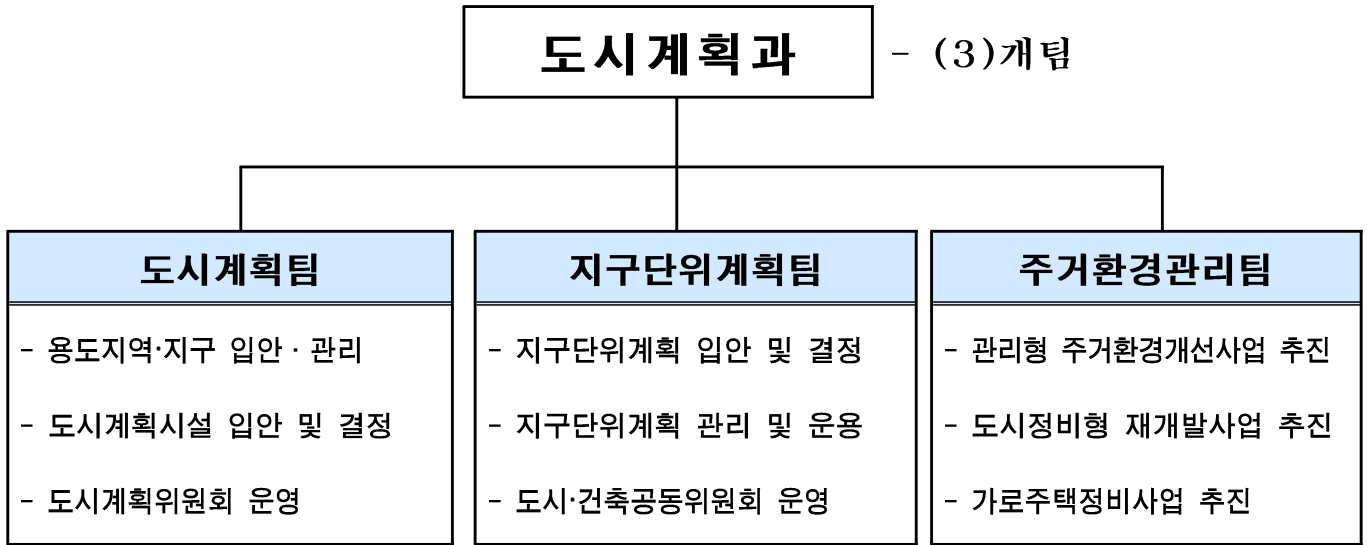 도시계획과 - (3)개팀
도시계획팀
- 용도지역·지구 입안·관리
- 도시계획시설 입안 및 결정
- 도시계획위원회 운영
지구단위계획팀
- 지구단위계획 입안 및 결정
- 지구단위계획 관리 및 운용
- 도시·건축공동위원회 운영
주거환경관리팀
- 관리형 주거환경개선사업 추진
- 도시정비형 재개발사업 추진
- 가로주택정비사업 추진